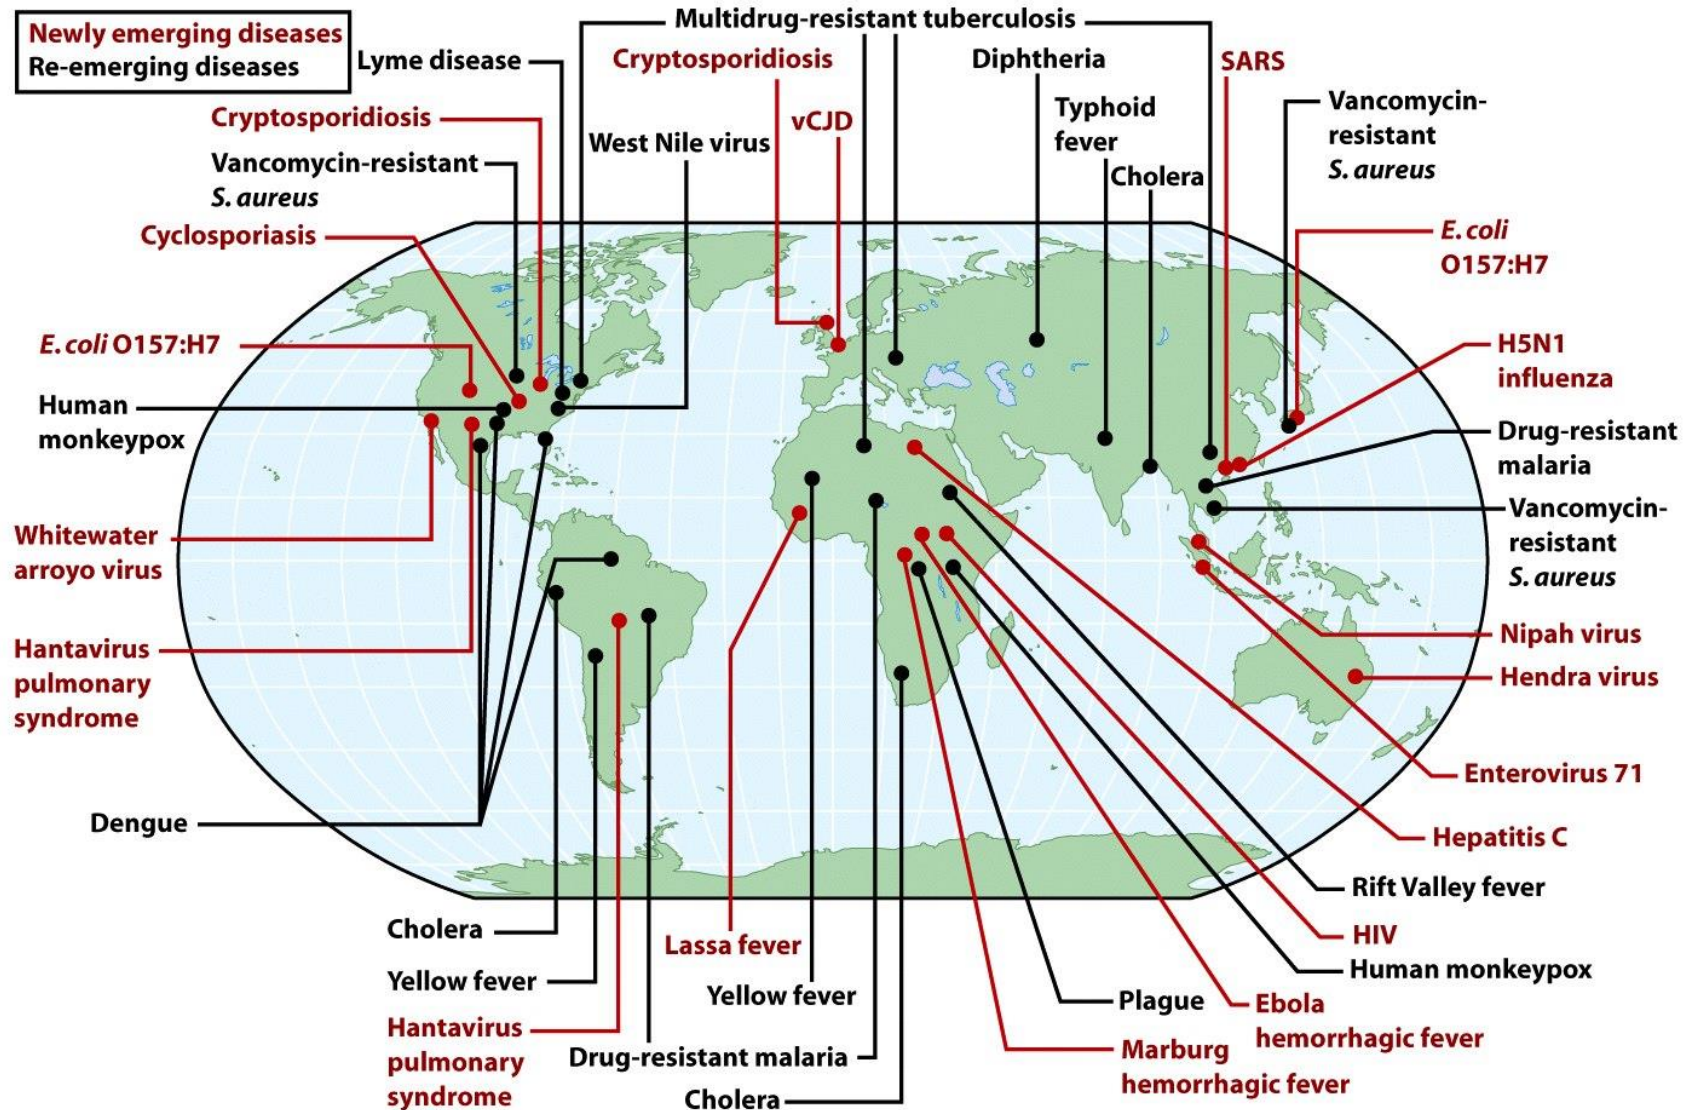 Newly emerging diseases
Re-emerging diseases
Multidrug-resistant tuberculosis
Lyme disease
Cryptosporidiosis
Diphtheria
SARS
Cryptosporidiosis
vCJD
Typhoid
fever
Vancomycin-
resistant
S. aureus
West Nile virus
Vancomycin-resistant
S. aureus
Cholera
Cyclosporiasis
E. coli
O157:H7
E. coli O157:H7
H5N1
influenza
Human
monkeypox
Drug-resistant
malaria
Vancomycin-
resistant
S. aureus
Whitewater
arroyo virus
Nipah virus
Hantavirus
pulmonary
syndrome
Hendra virus
Enterovirus 71
Dengue
Hepatitis C
Rift Valley fever
Cholera
Lassa fever
HIV
Yellow fever
Human monkeypox
Yellow fever
Plague
Ebola
hemorrhagic fever
Hantavirus
pulmonary
syndrome
Drug-resistant malaria
Marburg
hemorrhagic fever
Cholera